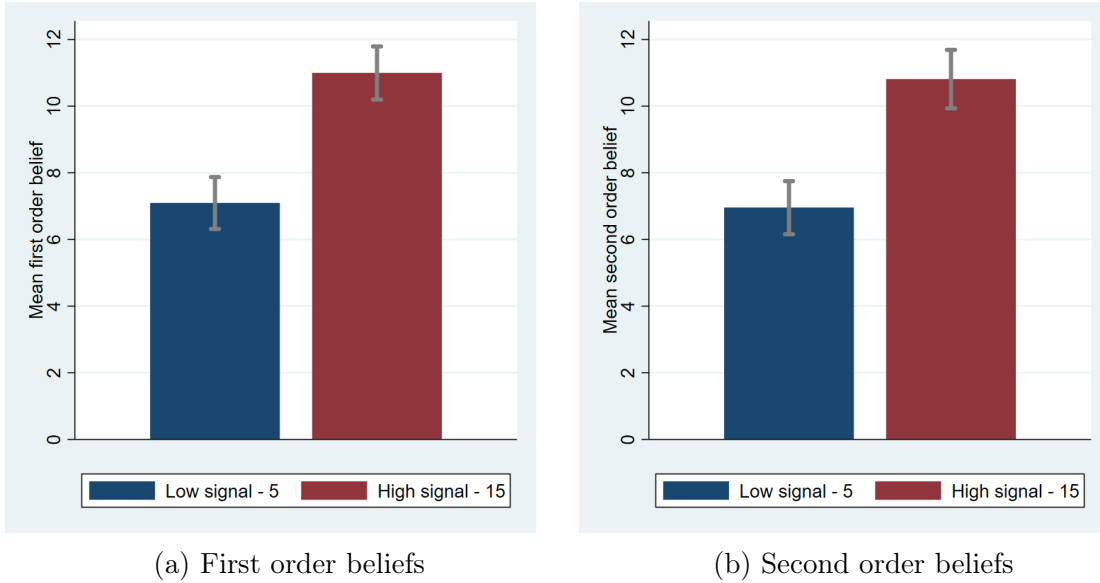 Mean first order belief
12
10
8
6
4
2
0
Low signal - 5 High signal - 15
(a) First order beliefs
Mean second order belief
12
10
8
6
4
2
0
Low signal - 5 High signal - 15
(b) Second order beliefs